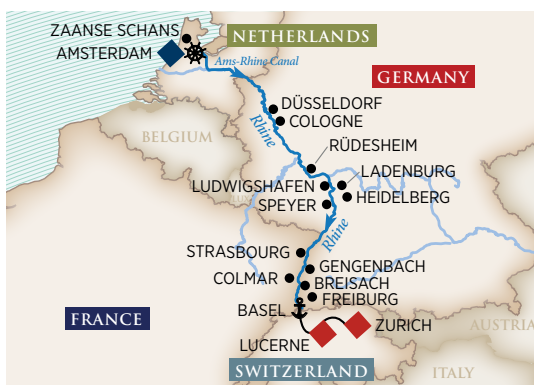 ZAANSE SCHANS
NETHERLANDS
AMSTERDAM
Ams-Rhine Canal
GERMANY
DÜSSELDORF
COLOGNE
Rhine
BELGIUM
RÜDESHEIM
LADENBURG
LUDWIGSHAFEN
HEIDELBERG
SPEYER
Rhine
STRASBOURG
GENGENBACH
COLMAR
BREISACH
FREIBURG
BASEL
FRANCE
ZURICH
AUSTRIA
LUCERNE
SWITZERLAND
ITALY